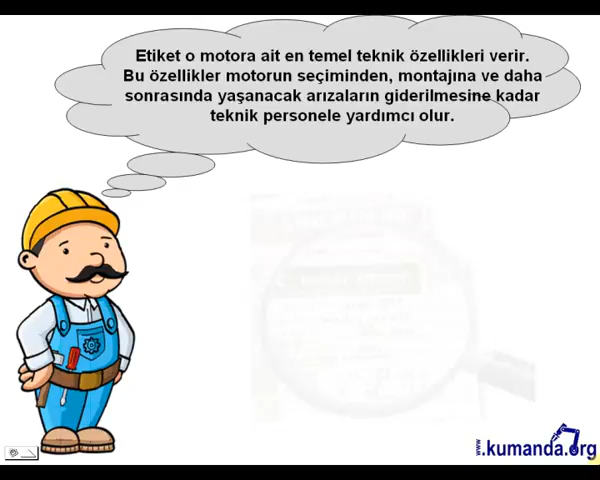 Etiket o motora ait en temel teknik özellikleri verir.
Bu özellikler motorun seçiminden, montajına ve daha
sonrasında yaşanacak arızaların giderilmesine kadar
teknik personele yardımcı olur.
www.kumanda.org